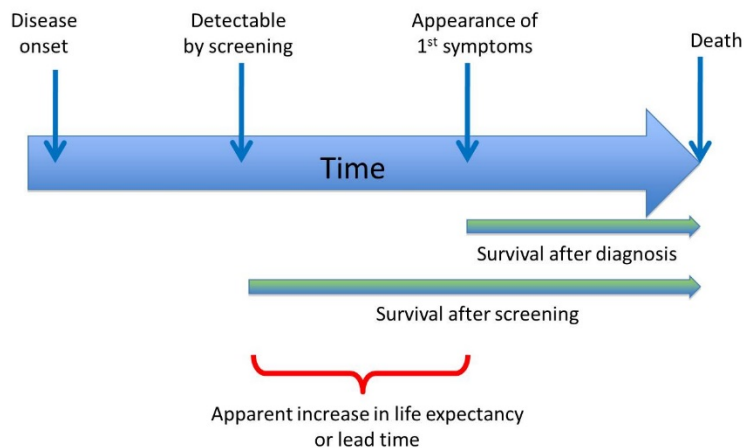 Disease
onset
Detectable
by screening
Appearance of
1st symptoms
Death
Time
Survival after diagnosis
Survival after screening
Apparent increase in life expectancy
or lead time